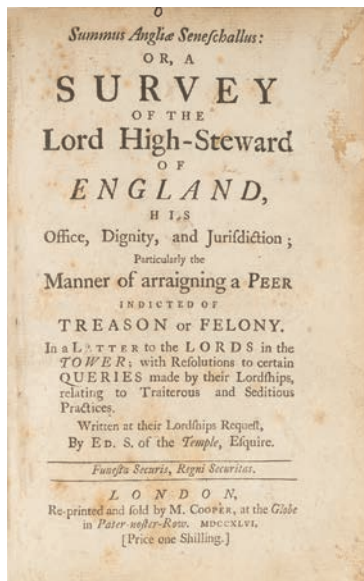 Summus Angliæ Seneſchallus:
OR, A
SURVEY
OF THE
Lord High-Steward
OF
ENGLAND,
HIS
Office, Dignity, and Juriſdiction;
Particularly the
Manner of arraigning a PEER
INDICTED OF
TREASON or FELONY.
In a LATTER to the LORDS in the
TOWER; with Reſolutions to certain
QUERIES made by their Lordſhips,
relating to Traiterous and Seditious
Practices.
Written at their Lordſhips Requeſt,
By ED. S. of the Temple, Eſquire.
Funeſta Securis, Regni Securitas.
LONDON,
Re-printed and ſold by M. COOPER, at the Globe
in Pater-noſter-Row. MDCCXLVI.
[Price one Shilling.]